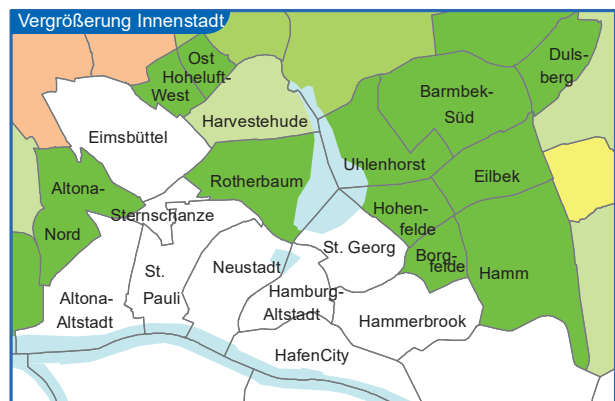 Vergrößerung Innenstadt
Ost
Hoheluft-
West
Duls-
berg
Barmbek-
Süd
Harvestehude
Eimsbüttel
Uhlenhorst
Eilbek
Rotherbaum
Altona-
Nord
Sternschanze
Hohen-
felde
St. Georg
Borg-
felde
Hamm
Neustadt
St.
Pauli
Altona-
Altstadt
Hamburg-
Altstadt
Hammerbrook
HafenCity